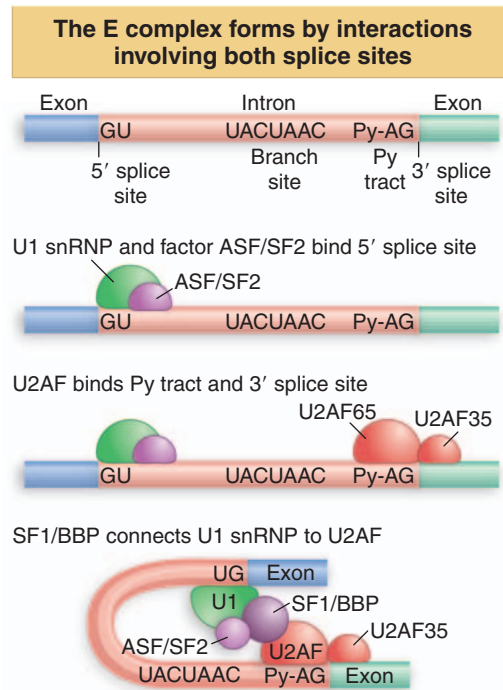 The E complex forms by interactions
involving both splice sites
Exon Intron Exon
GU UACUAAC Py-AG
5′ splice site Branch site Py tract 3′ splice site
U1 snRNP and factor ASF/SF2 bind 5′ splice site
ASF/SF2
GU UACUAAC Py-AG
U2AF binds Py tract and 3′ splice site
U2AF65 U2AF35
GU UACUAAC Py-AG
SF1/BBP connects U1 snRNP to U2AF
UG Exon
U1 SF1/BBP
ASF/SF2 U2AF U2AF35
UACUAAC Py-AG Exon